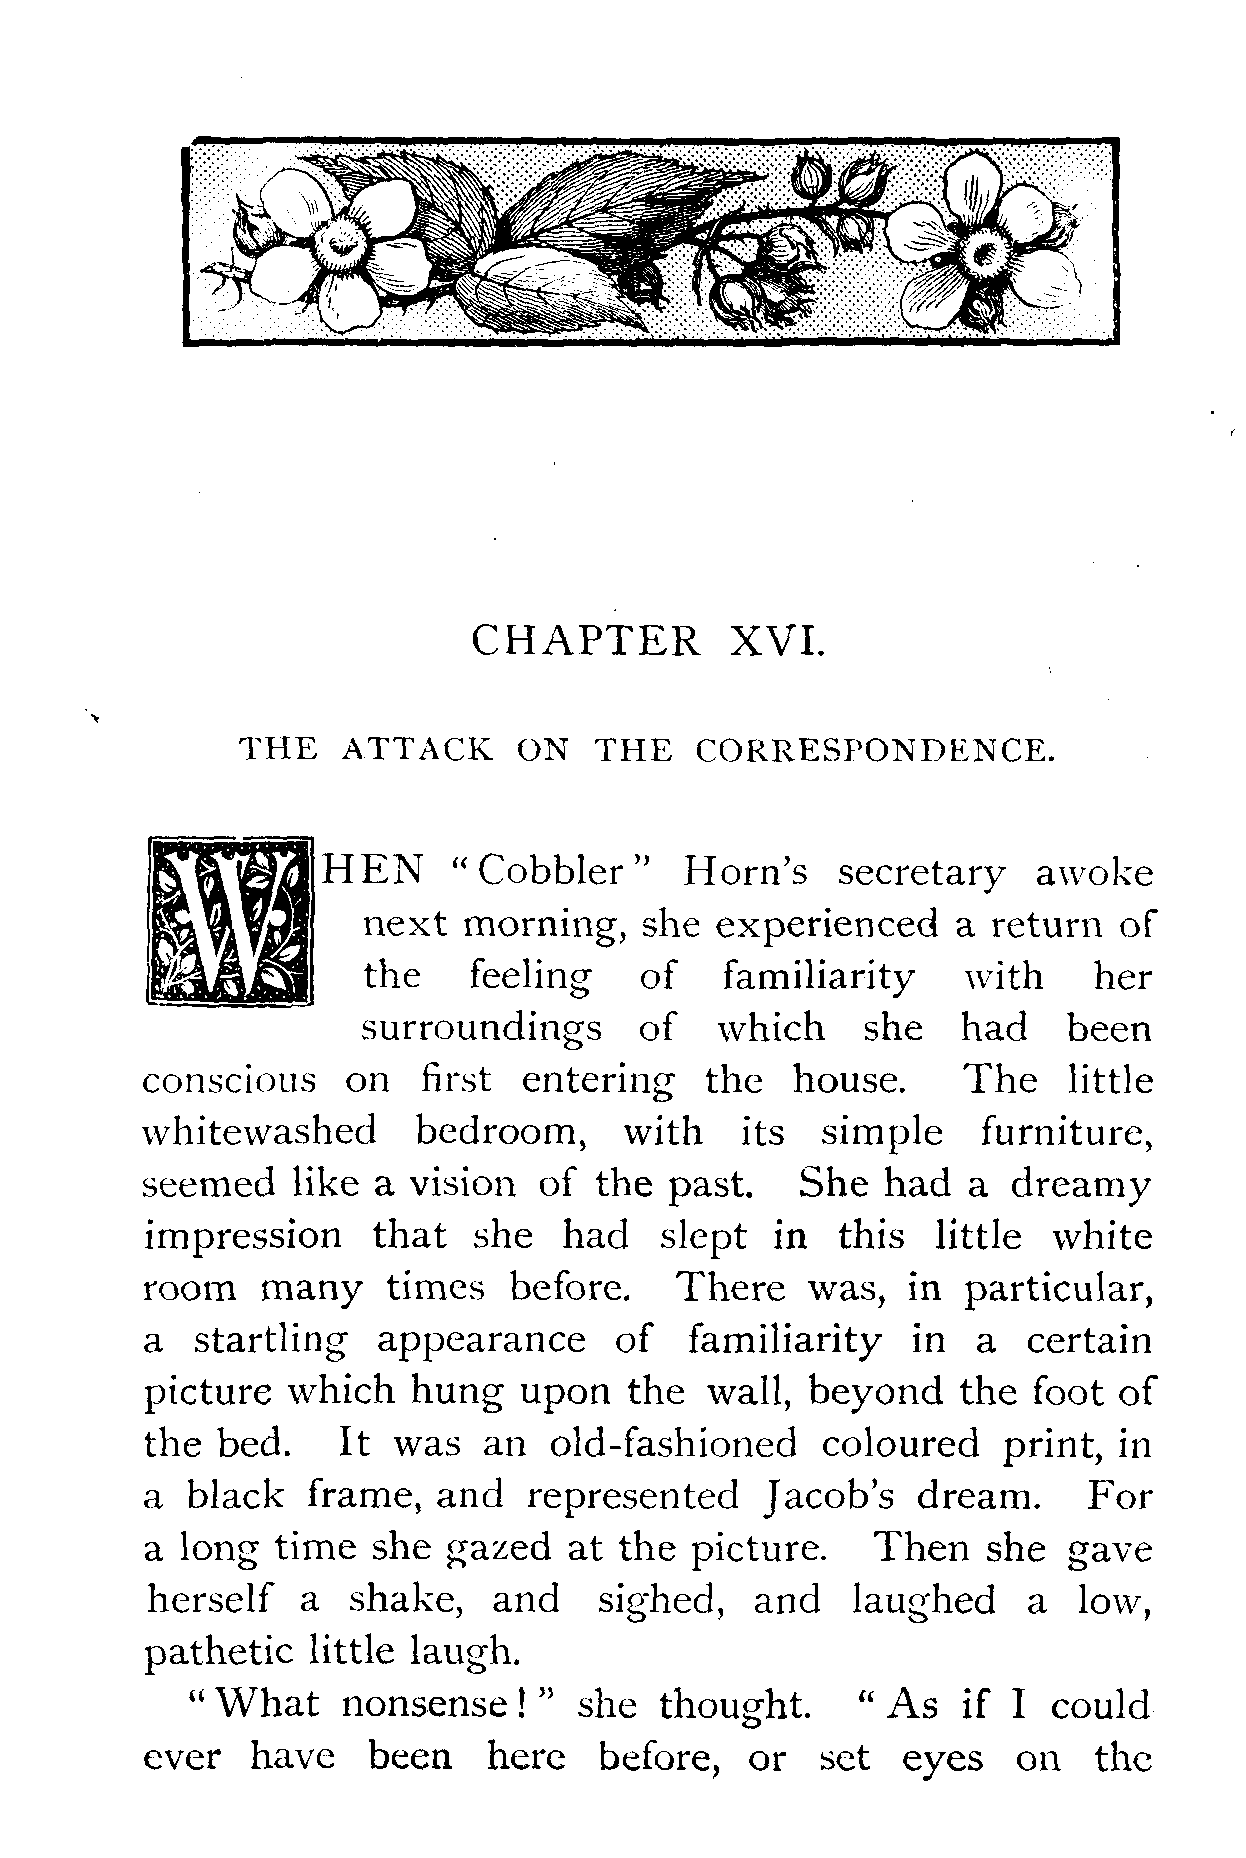 CHAPTER XVI.
THE ATTACK ON THE CORRESPONDENCE.
WHEN “ Cobbler ” Horn’s secretary awoke
next morning, she experienced a return of
the feeling of familiarity with her
surroundings of which she had been
conscious on first entering the house. The little
whitewashed bedroom, with its simple furniture,
seemed like a vision of the past. She had a dreamy
impression that she had slept in this little white
room many times before. There was, in particular,
a startling appearance of familiarity in a certain
picture which hung upon the wall, beyond the foot of
the bed. It was an old-fashioned coloured print, in
a black frame, and represented Jacob’s dream. For
a long time she gazed at the picture. Then she gave
herself a shake, and sighed, and laughed a low,
pathetic little laugh.
“ What nonsense ! ” she thought. “ As if I could
ever have been here before, or set eyes on the